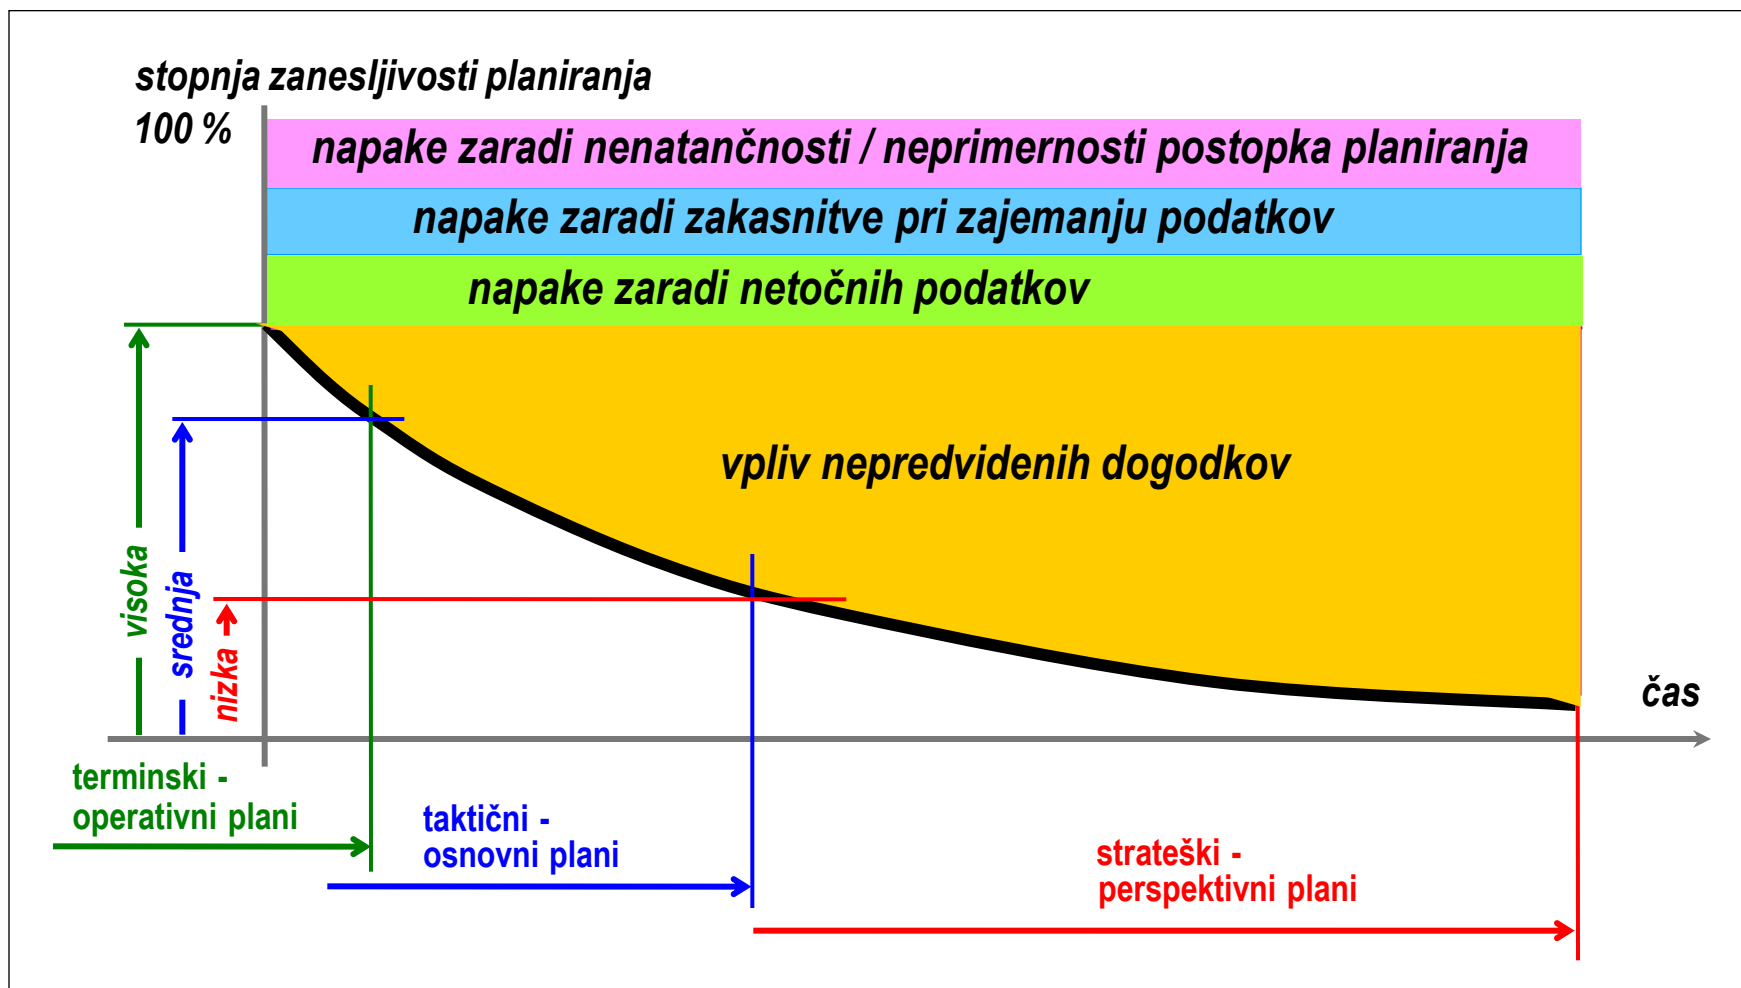 stopnja zanesljivosti planiranja
100 %
napake zaradi nenatančnosti / neprimernosti postopka planiranja
napake zaradi zakasnitve pri zajemanju podatkov
napake zaradi netočnih podatkov
vpliv nepredvidenih dogodkov
visoka
srednja
nizka
čas
terminski -
operativni plani
taktični -
osnovni plani
strateški -
perspektivni plani